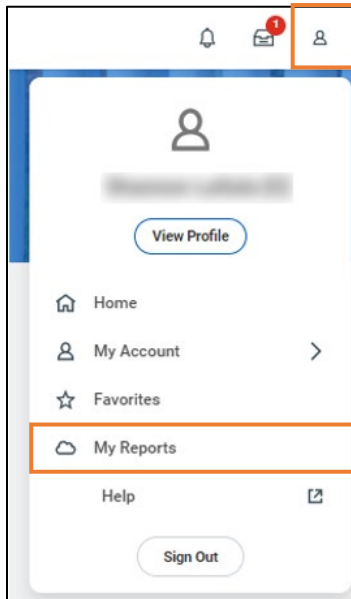 1
View Profile
Home
My Account
Favorites
My Reports
Help
Sign Out